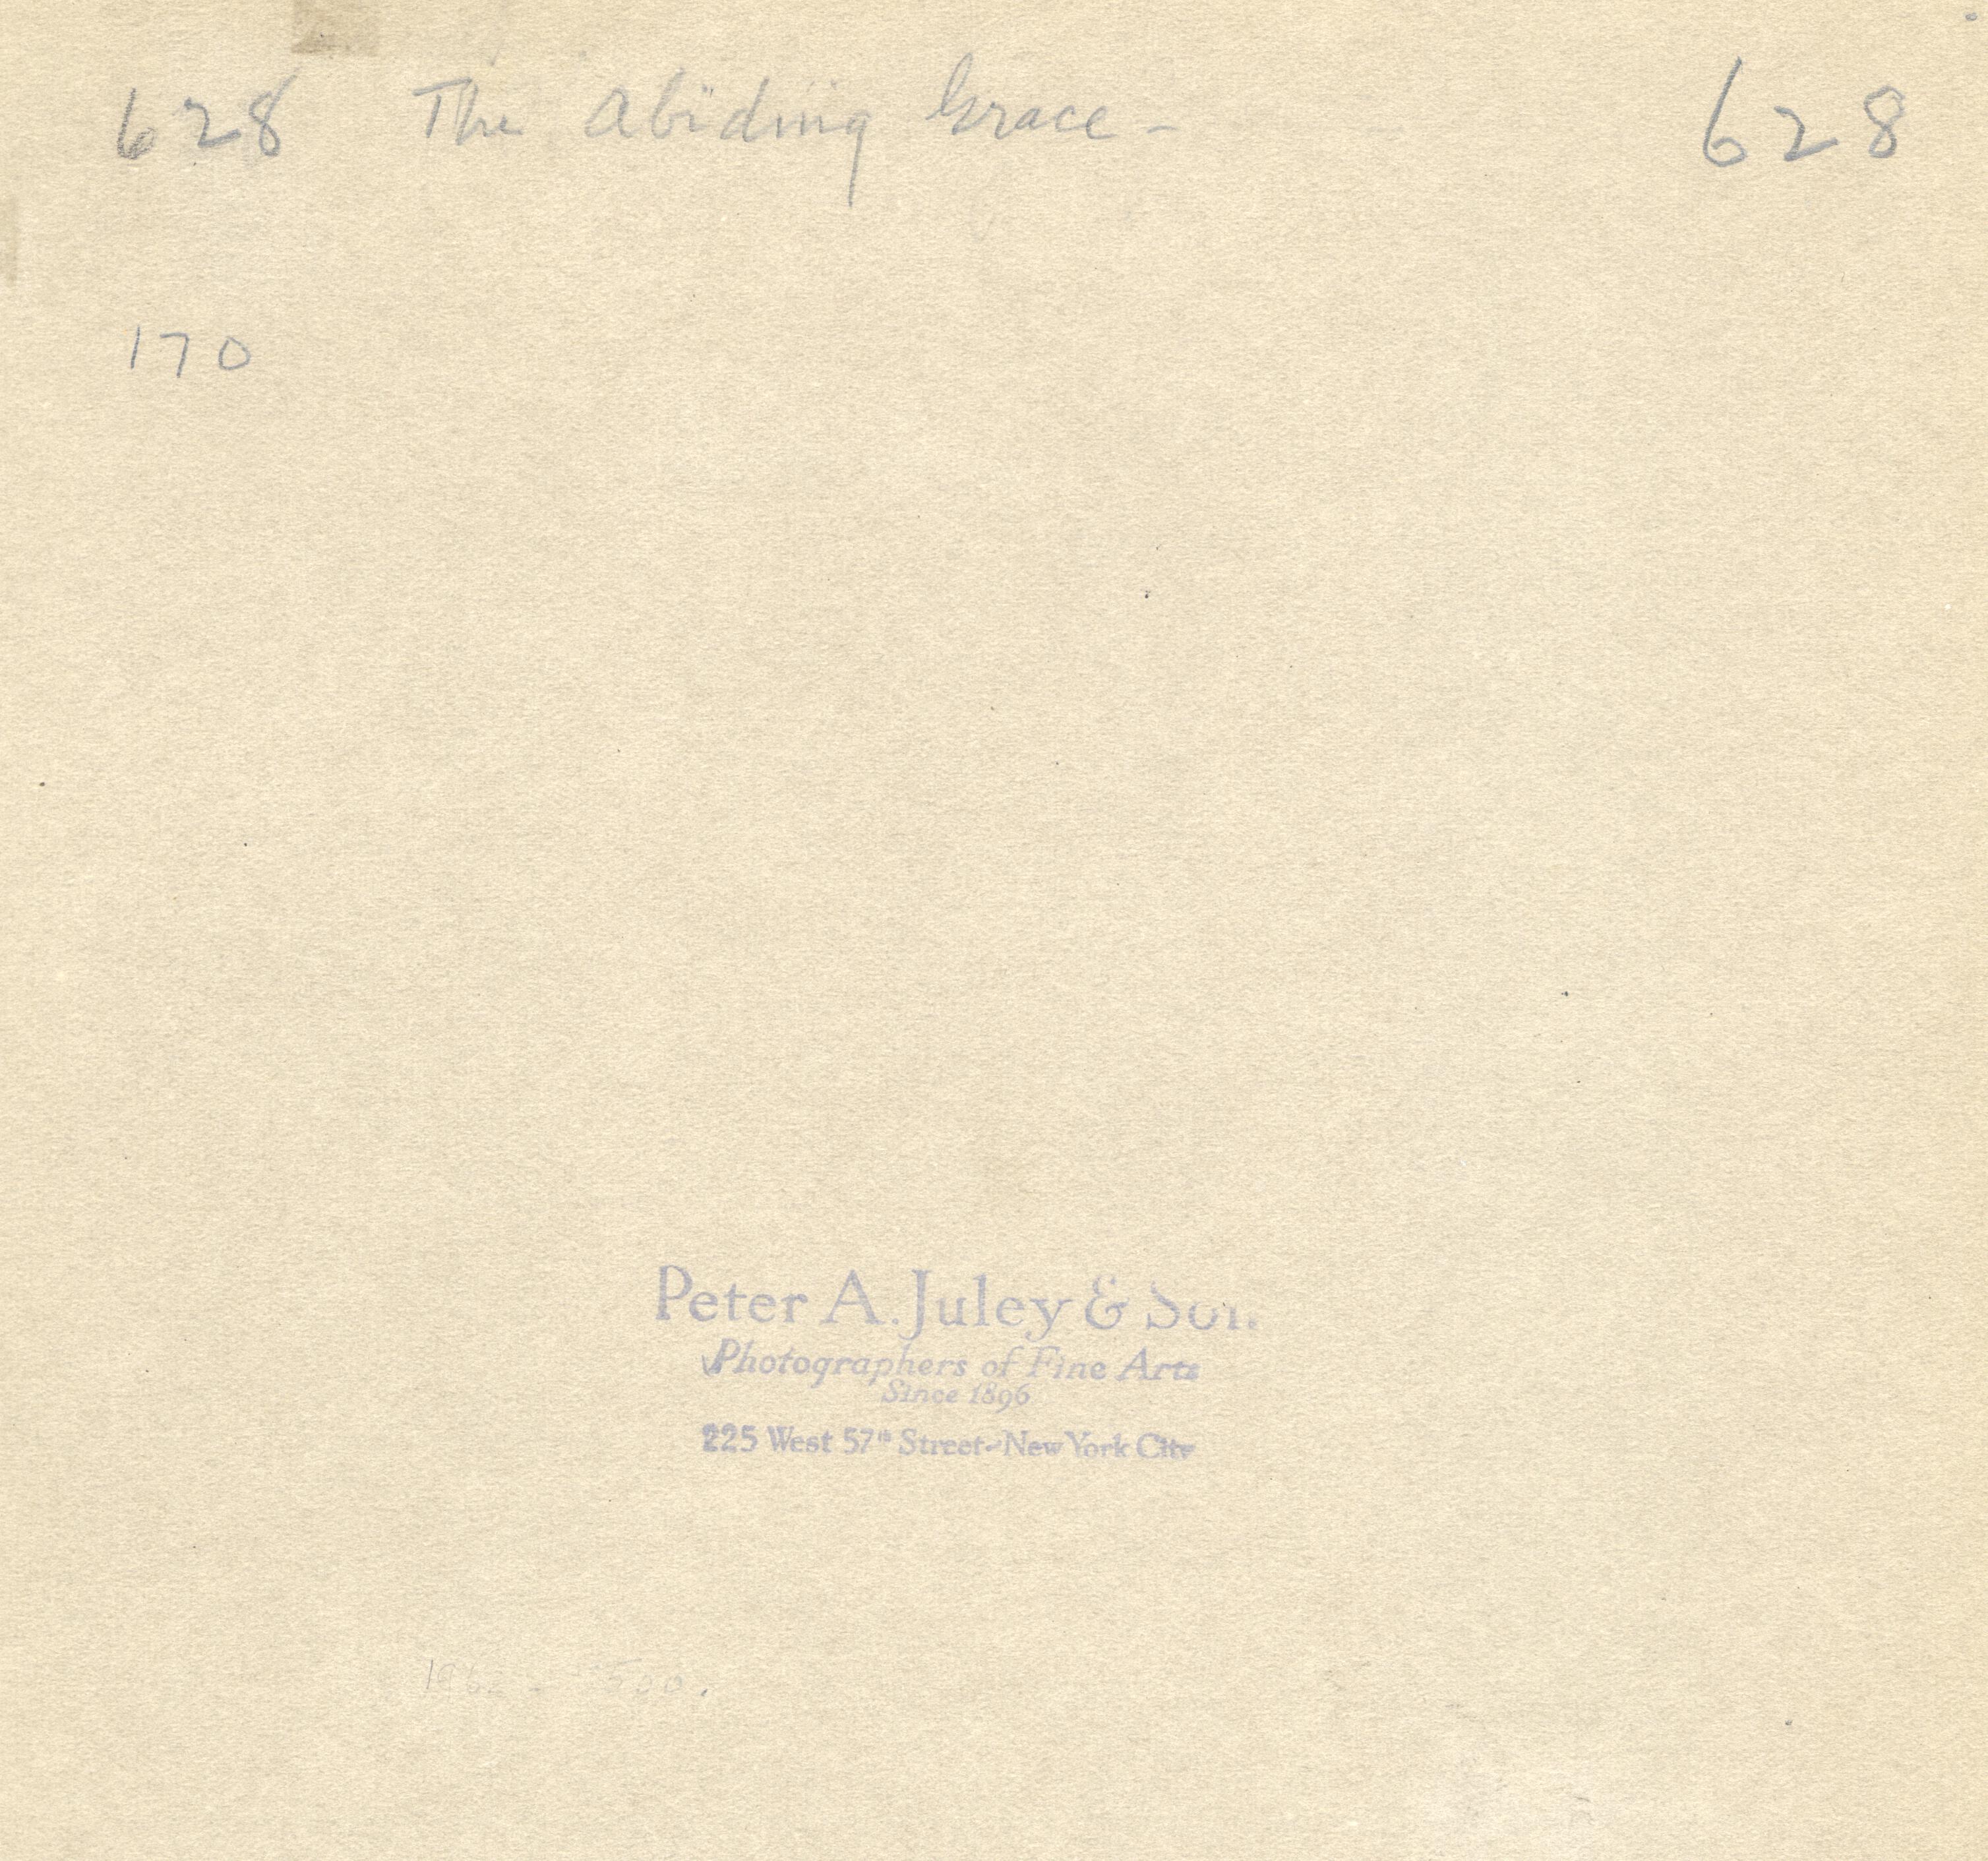 628 The Abiding Grace - 628
170
Peter A. Juley & Son.
Photographers of Fine Arts
Since 1896
225 West 57th Street-New York City